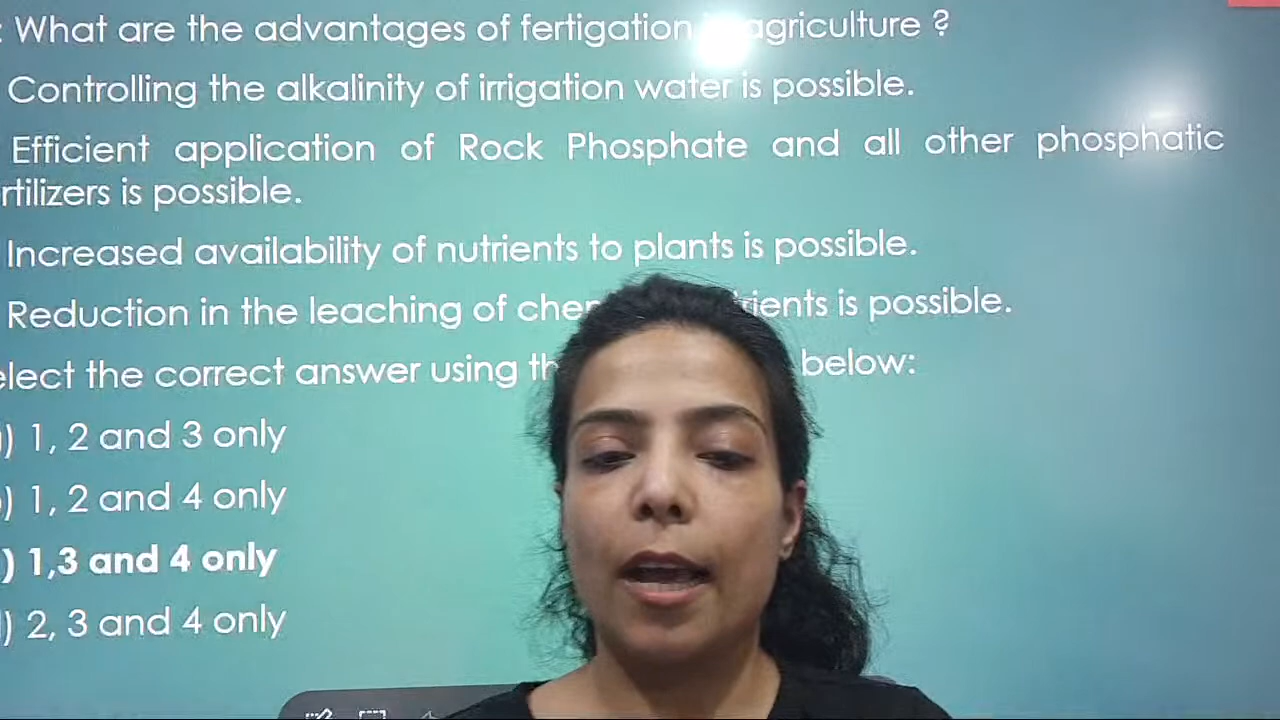 : What are the advantages of fertigation agriculture ?
Controlling the alkalinity of irrigation water is possible.
Efficient application of Rock Phosphate and all other phosphatic
rtilizers is possible.
Increased availability of nutrients to plants is possible.
Reduction in the leaching of che rients is possible.
elect the correct answer using th below:
) 1, 2 and 3 only
) 1, 2 and 4 only
) 1,3 and 4 only
) 2, 3 and 4 only